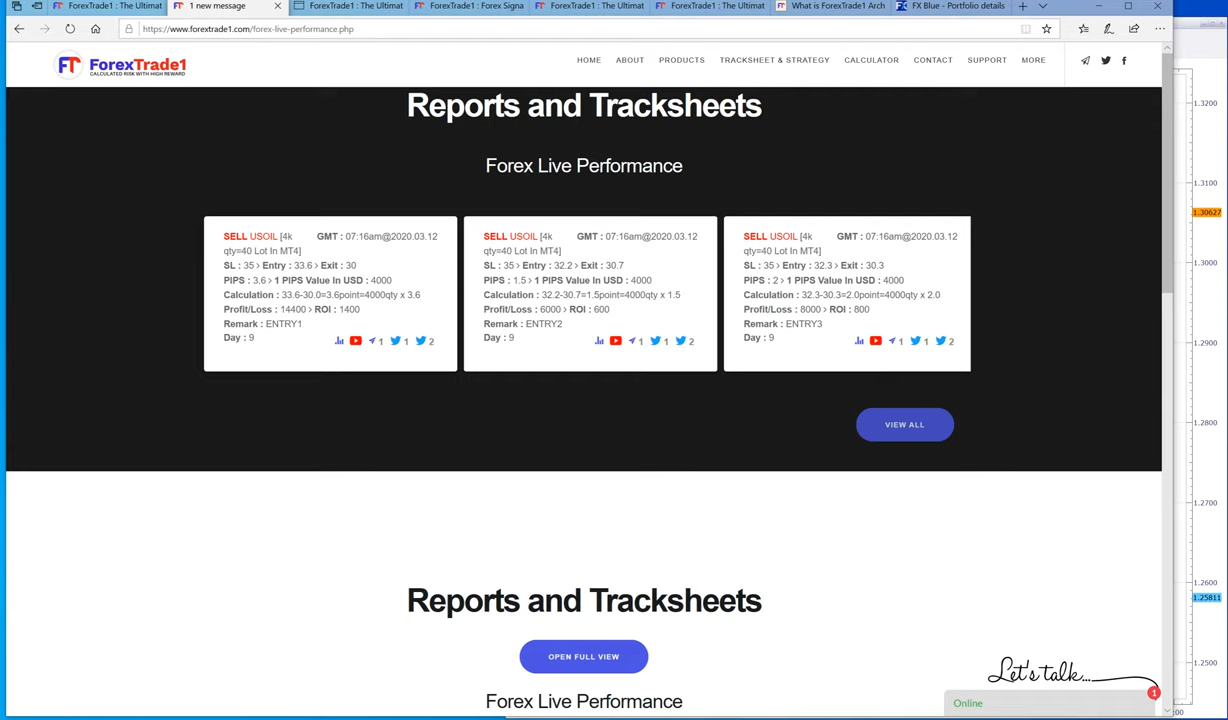 ForexTrade1 : The Ultimat
1 new message
ForexTrade1 : The Ultimat
ForexTrade1 : Forex Signa
ForexTrade1 : The Ultimat
ForexTrade1 : The Ultimat
What is ForexTrade1 Arch
FX Blue - Portfolio details
https://www.forextrade1.com/forex-live-performance.php
FT ForexTrade1
CALCULATED RISK WITH HIGH REWARD
HOME ABOUT PRODUCTS TRACKSHEET & STRATEGY CALCULATOR CONTACT SUPPORT MORE
Reports and Tracksheets
Forex Live Performance
SELL USOIL [4k GMT : 07:16am@2020.03.12
qty=40 Lot In MT4]
SL : 35 > Entry : 33.6 > Exit : 30
PIPS : 3.6 > 1 PIPS Value In USD : 4000
Calculation : 33.6-30.0=3.6point=4000qty x 3.6
Profit/Loss : 14400 > ROI : 1400
Remark : ENTRY1
Day : 9 1 1 2
SELL USOIL [4k GMT : 07:16am@2020.03.12
qty=40 Lot In MT4]
SL : 35 > Entry : 32.2 > Exit : 30.7
PIPS : 1.5 > 1 PIPS Value In USD : 4000
Calculation : 32.2-30.7=1.5point=4000qty x 1.5
Profit/Loss : 6000 > ROI : 600
Remark : ENTRY2
Day : 9 1 1 2
SELL USOIL [4k GMT : 07:16am@2020.03.12
qty=40 Lot In MT4]
SL : 35 > Entry : 32.3 > Exit : 30.3
PIPS : 2 > 1 PIPS Value In USD : 4000
Calculation : 32.3-30.3=2.0point=4000qty x 2.0
Profit/Loss : 8000 > ROI : 800
Remark : ENTRY3
Day : 9 1 1 2
VIEW ALL
Reports and Tracksheets
OPEN FULL VIEW
Forex Live Performance
Let's talk...
1
Online
1.3200
1.3100
1.30627
1.3000
1.2900
1.2800
1.2700
1.2600
1.25811
1.2500
:00